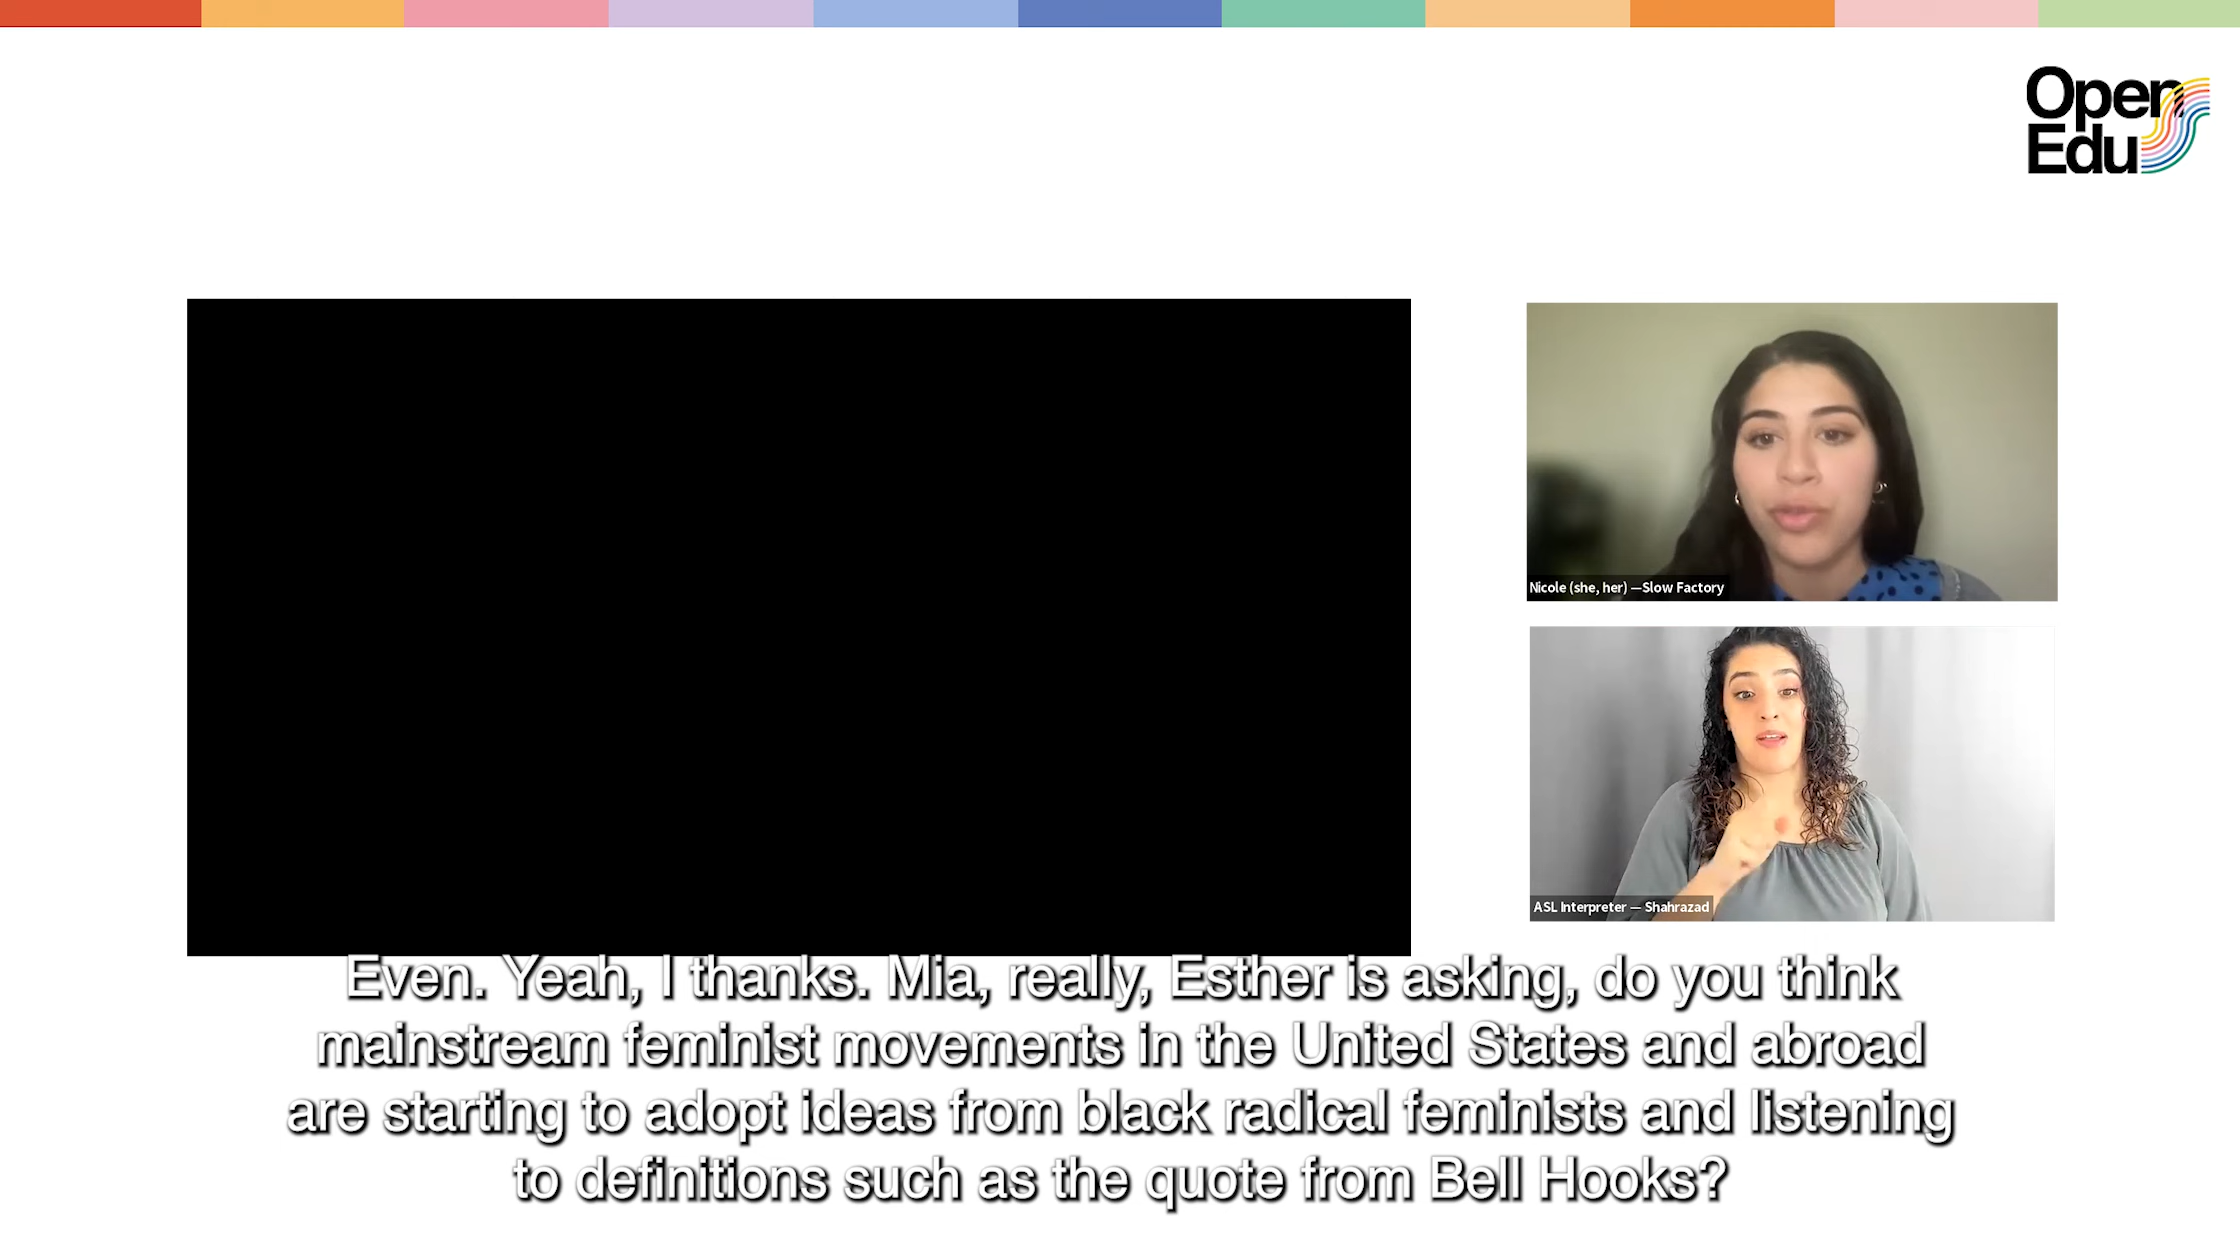 Open
Edu
Nicole (she, her) —Slow Factory
ASL Interpreter — Shahrazad
Even. Yeah, I thanks. Mia, really, Esther is asking, do you think
mainstream feminist movements in the United States and abroad
are starting to adopt ideas from black radical feminists and listening
to definitions such as the quote from Bell Hooks?